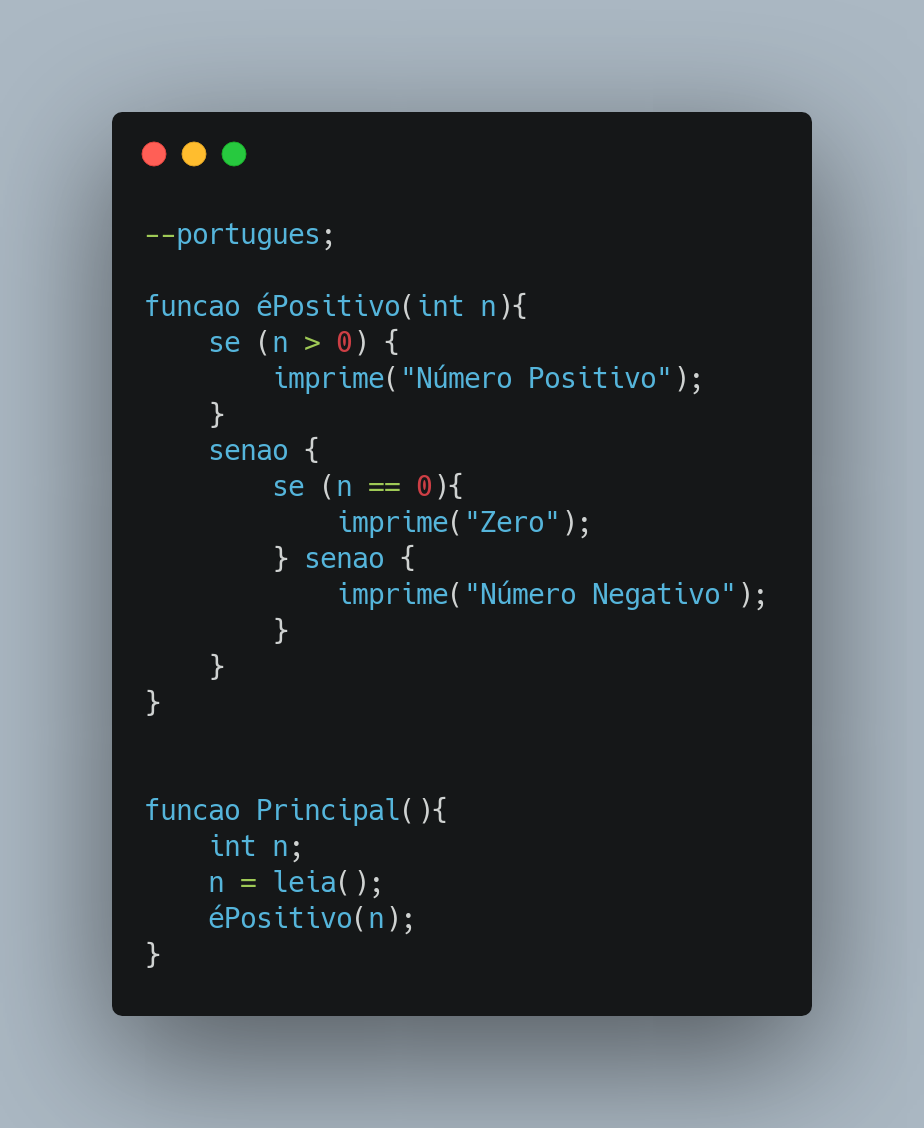 --portugues;
funcao éPositivo(int n){
    se (n > 0) {
        imprime("Número Positivo");
    }
    senao {
        se (n == 0){
            imprime("Zero");
        } senao {
            imprime("Número Negativo");
        }
    }
}
funcao Principal(){
    int n;
    n = leia();
    éPositivo(n);
}